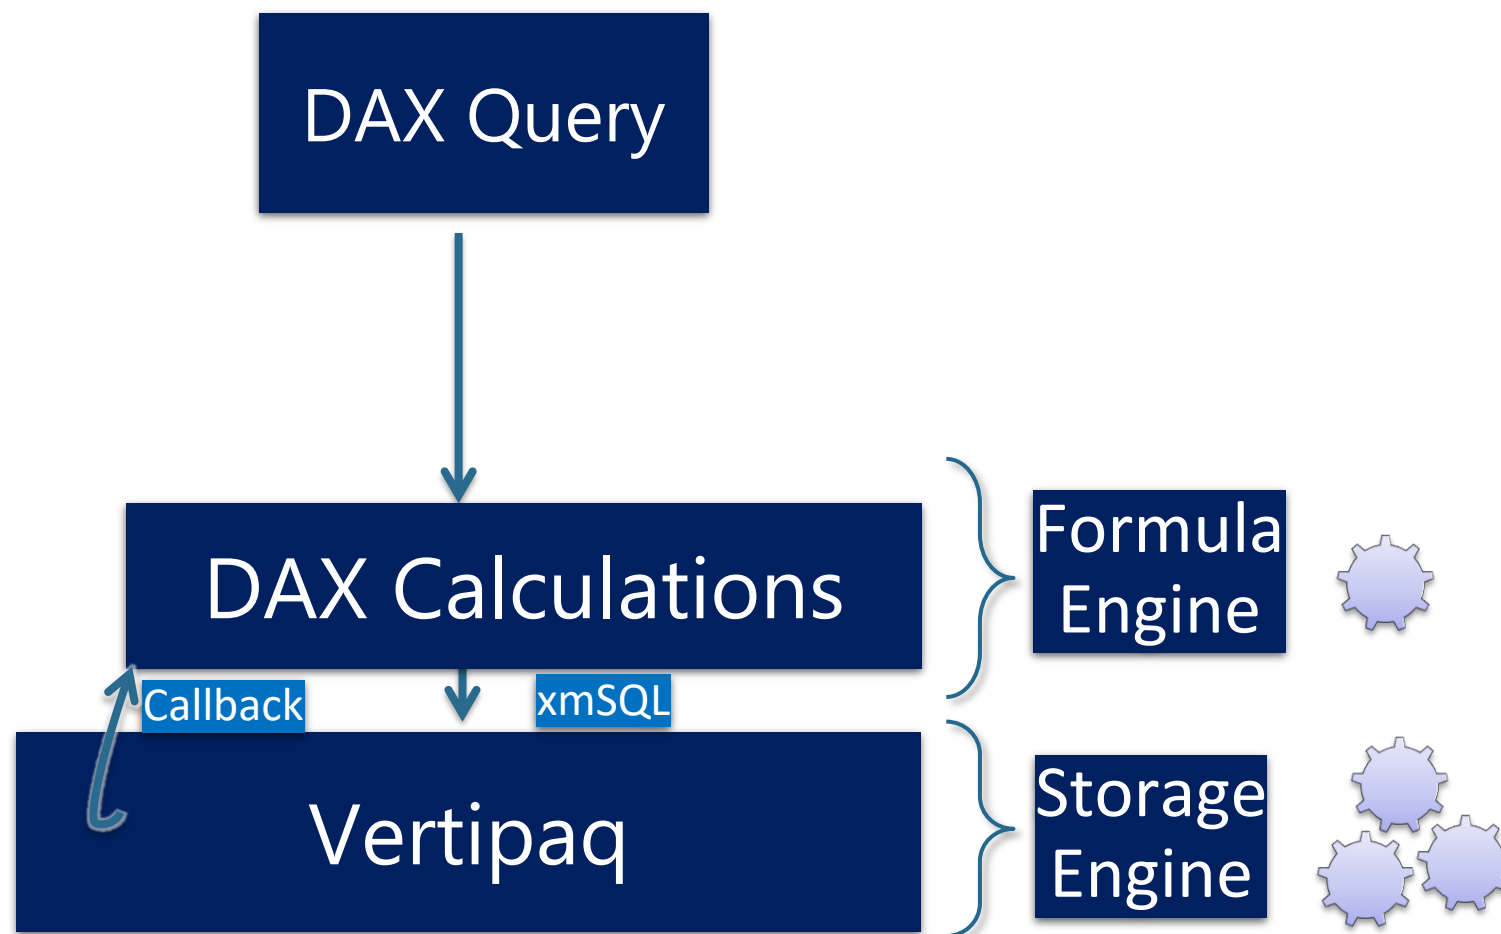 DAX Query
DAX Calculations
Formula
Engine
Callback
xmSQL
Vertipaq
Storage
Engine